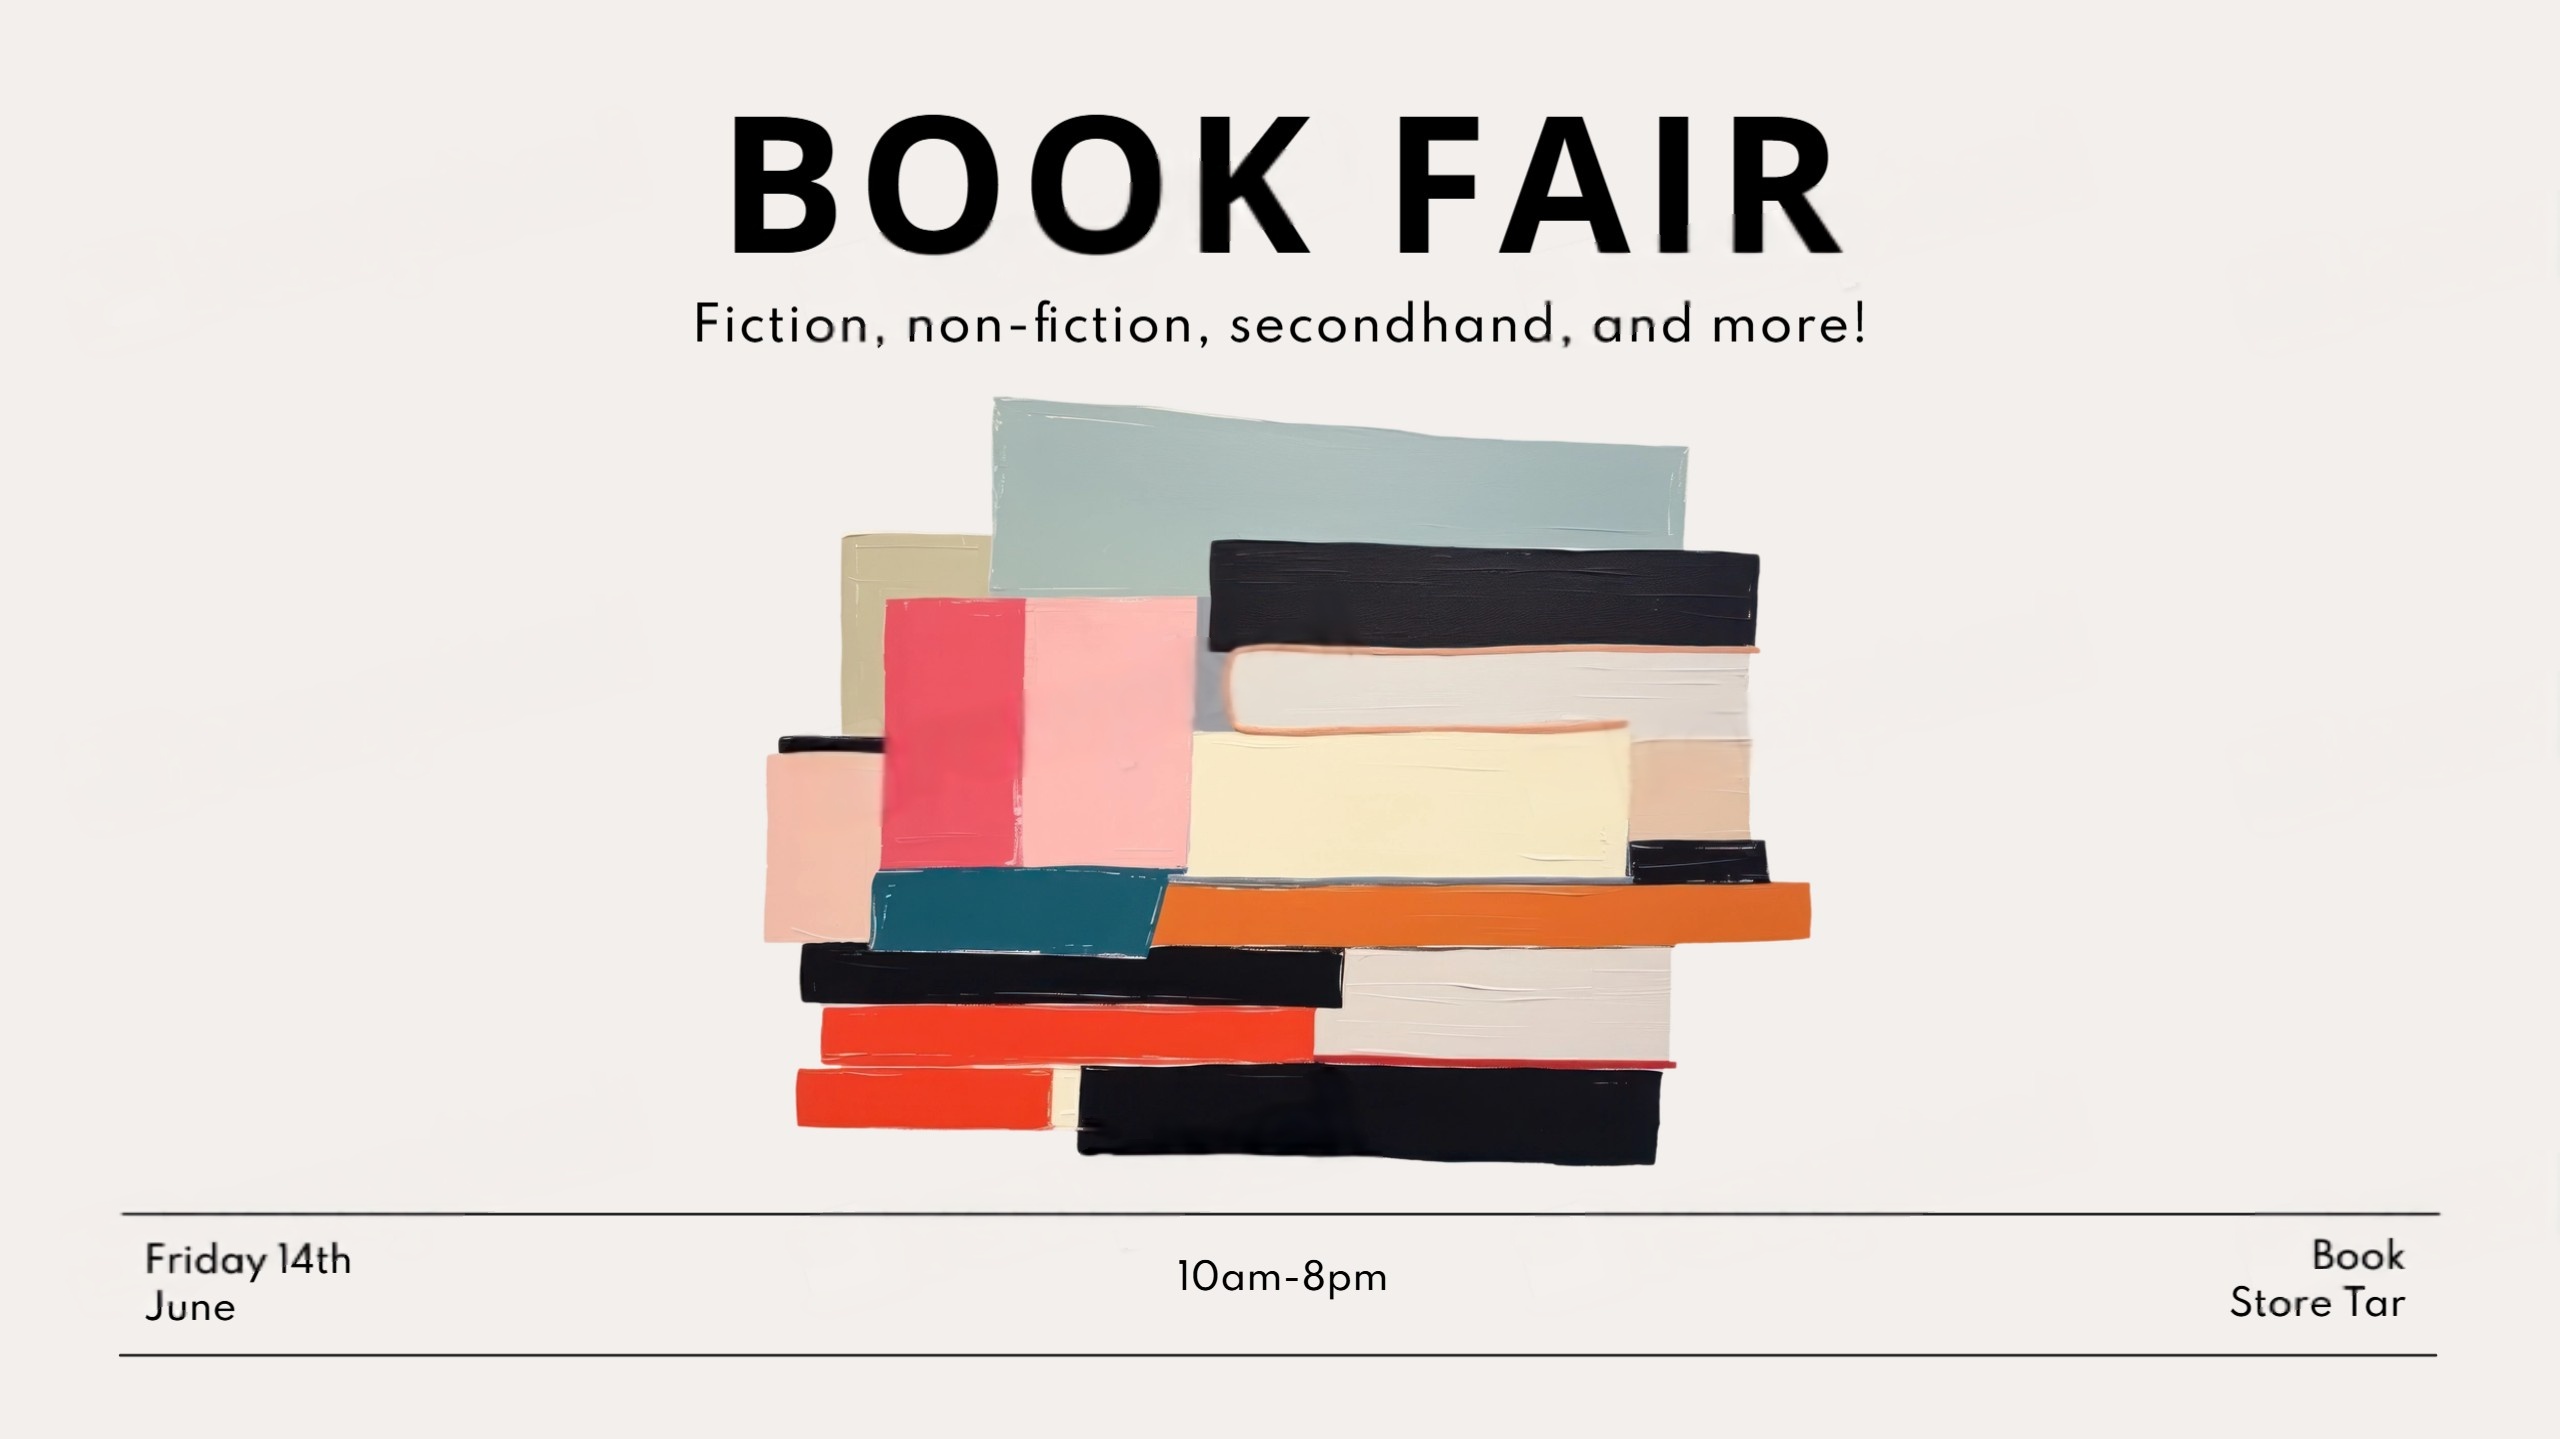 BOOK FAIR
Fiction, non-fiction, secondhand, and more!
Friday 14th
June
10am-8pm
Book
Store Tar